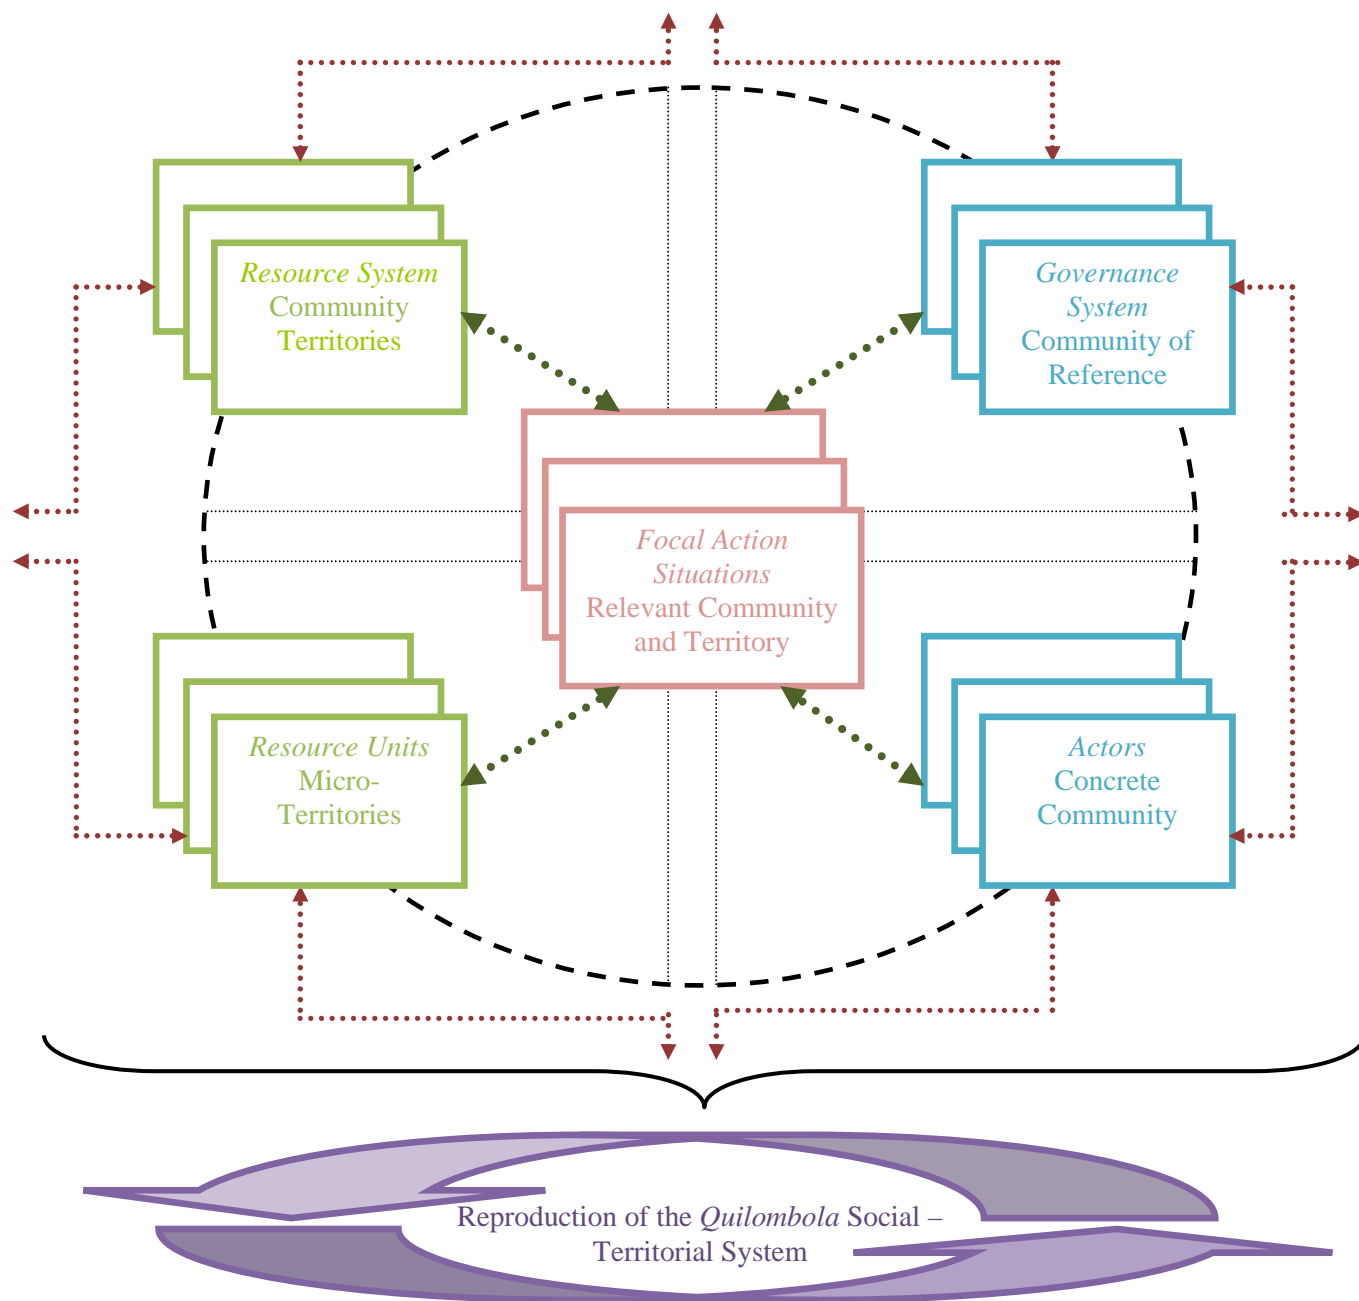 Resource System
Community
Territories
Governance
System
Community of
Reference
Focal Action
Situations
Relevant Community
and Territory
Resource Units
Micro-
Territories
Actors
Concrete
Community
Reproduction of the Quilombola Social –
Territorial System